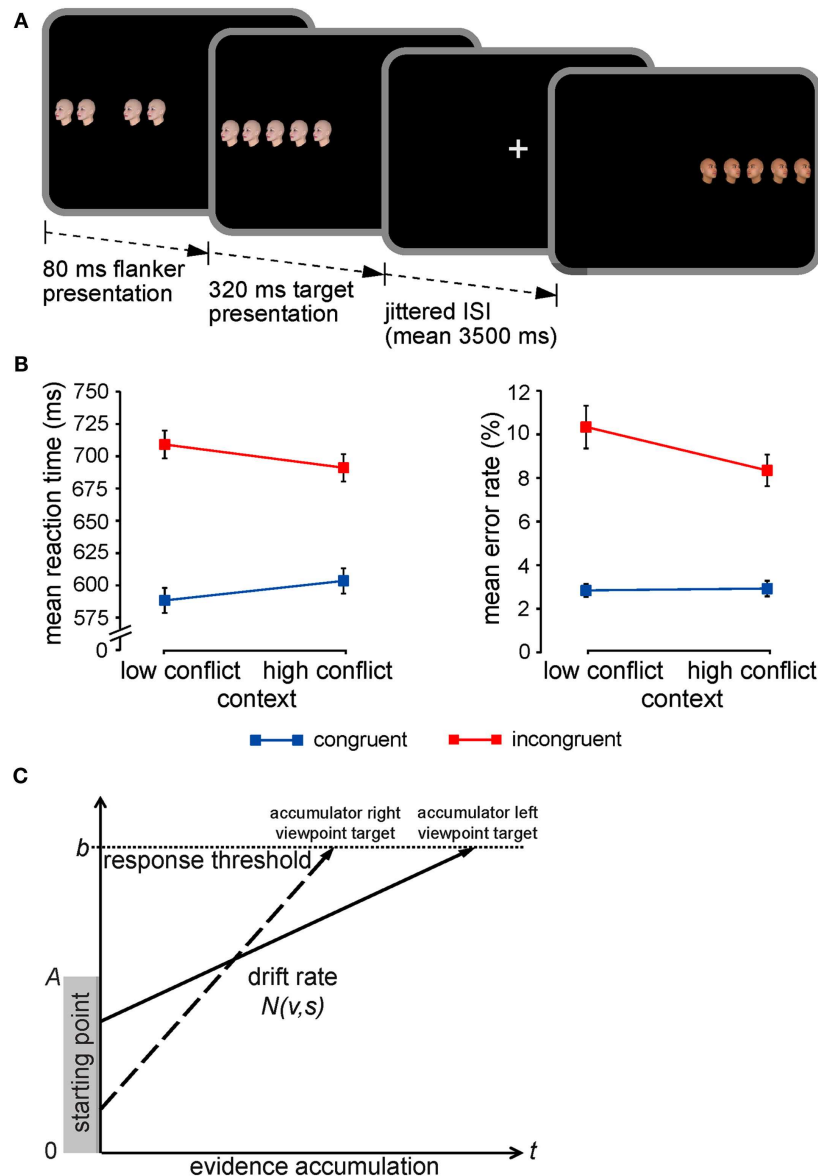 A
80 ms flanker
presentation
320 ms target
presentation
jittered ISI
(mean 3500 ms)
B
mean reaction time (ms)
750
725
700
675
650
625
600
575
0
low conflict high conflict
context
mean error rate (%)
12
10
8
6
4
2
0
low conflict high conflict
context
congruent incongruent
C
accumulator right accumulator left
viewpoint target viewpoint target
b
response threshold
A
drift rate
N(v,s)
starting point
0
t
evidence accumulation